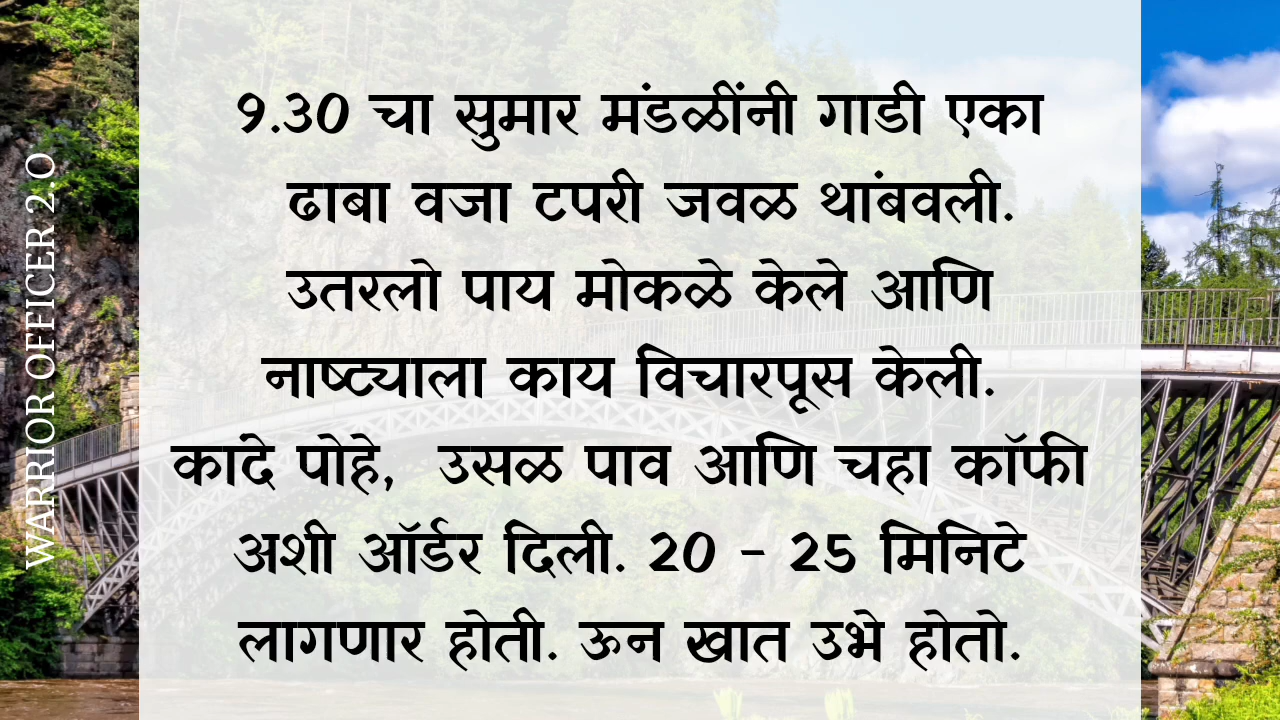 9.30 चा सुमार मंडळींनी गाडी एका
ढाबा वजा टपरी जवळ थांबवली.
उतरलो पाय मोकळे केले आणि
नाष्ट्याला काय विचारपूस केली.
कांदे पोहे, उसळ पाव आणि चहा कॉफी
अशी ऑर्डर दिली. 20 - 25 मिनिटे
लागणार होती. ऊन खात उभे होतो.
WARRIOR OFFICER 2.0